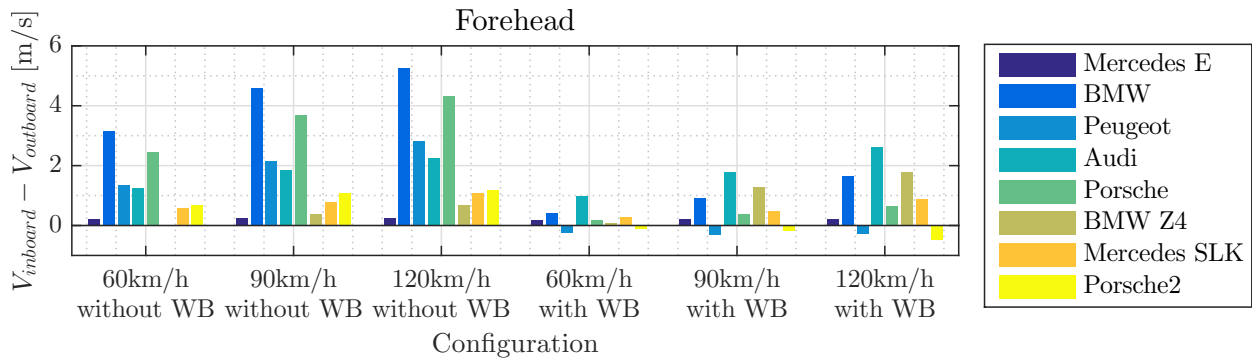 Forehead
V_inboard − V_outboard [m/s]
6
4
2
0
60km/h without WB
90km/h without WB
120km/h without WB
60km/h with WB
90km/h with WB
120km/h with WB
Configuration
Mercedes E
BMW
Peugeot
Audi
Porsche
BMW Z4
Mercedes SLK
Porsche2